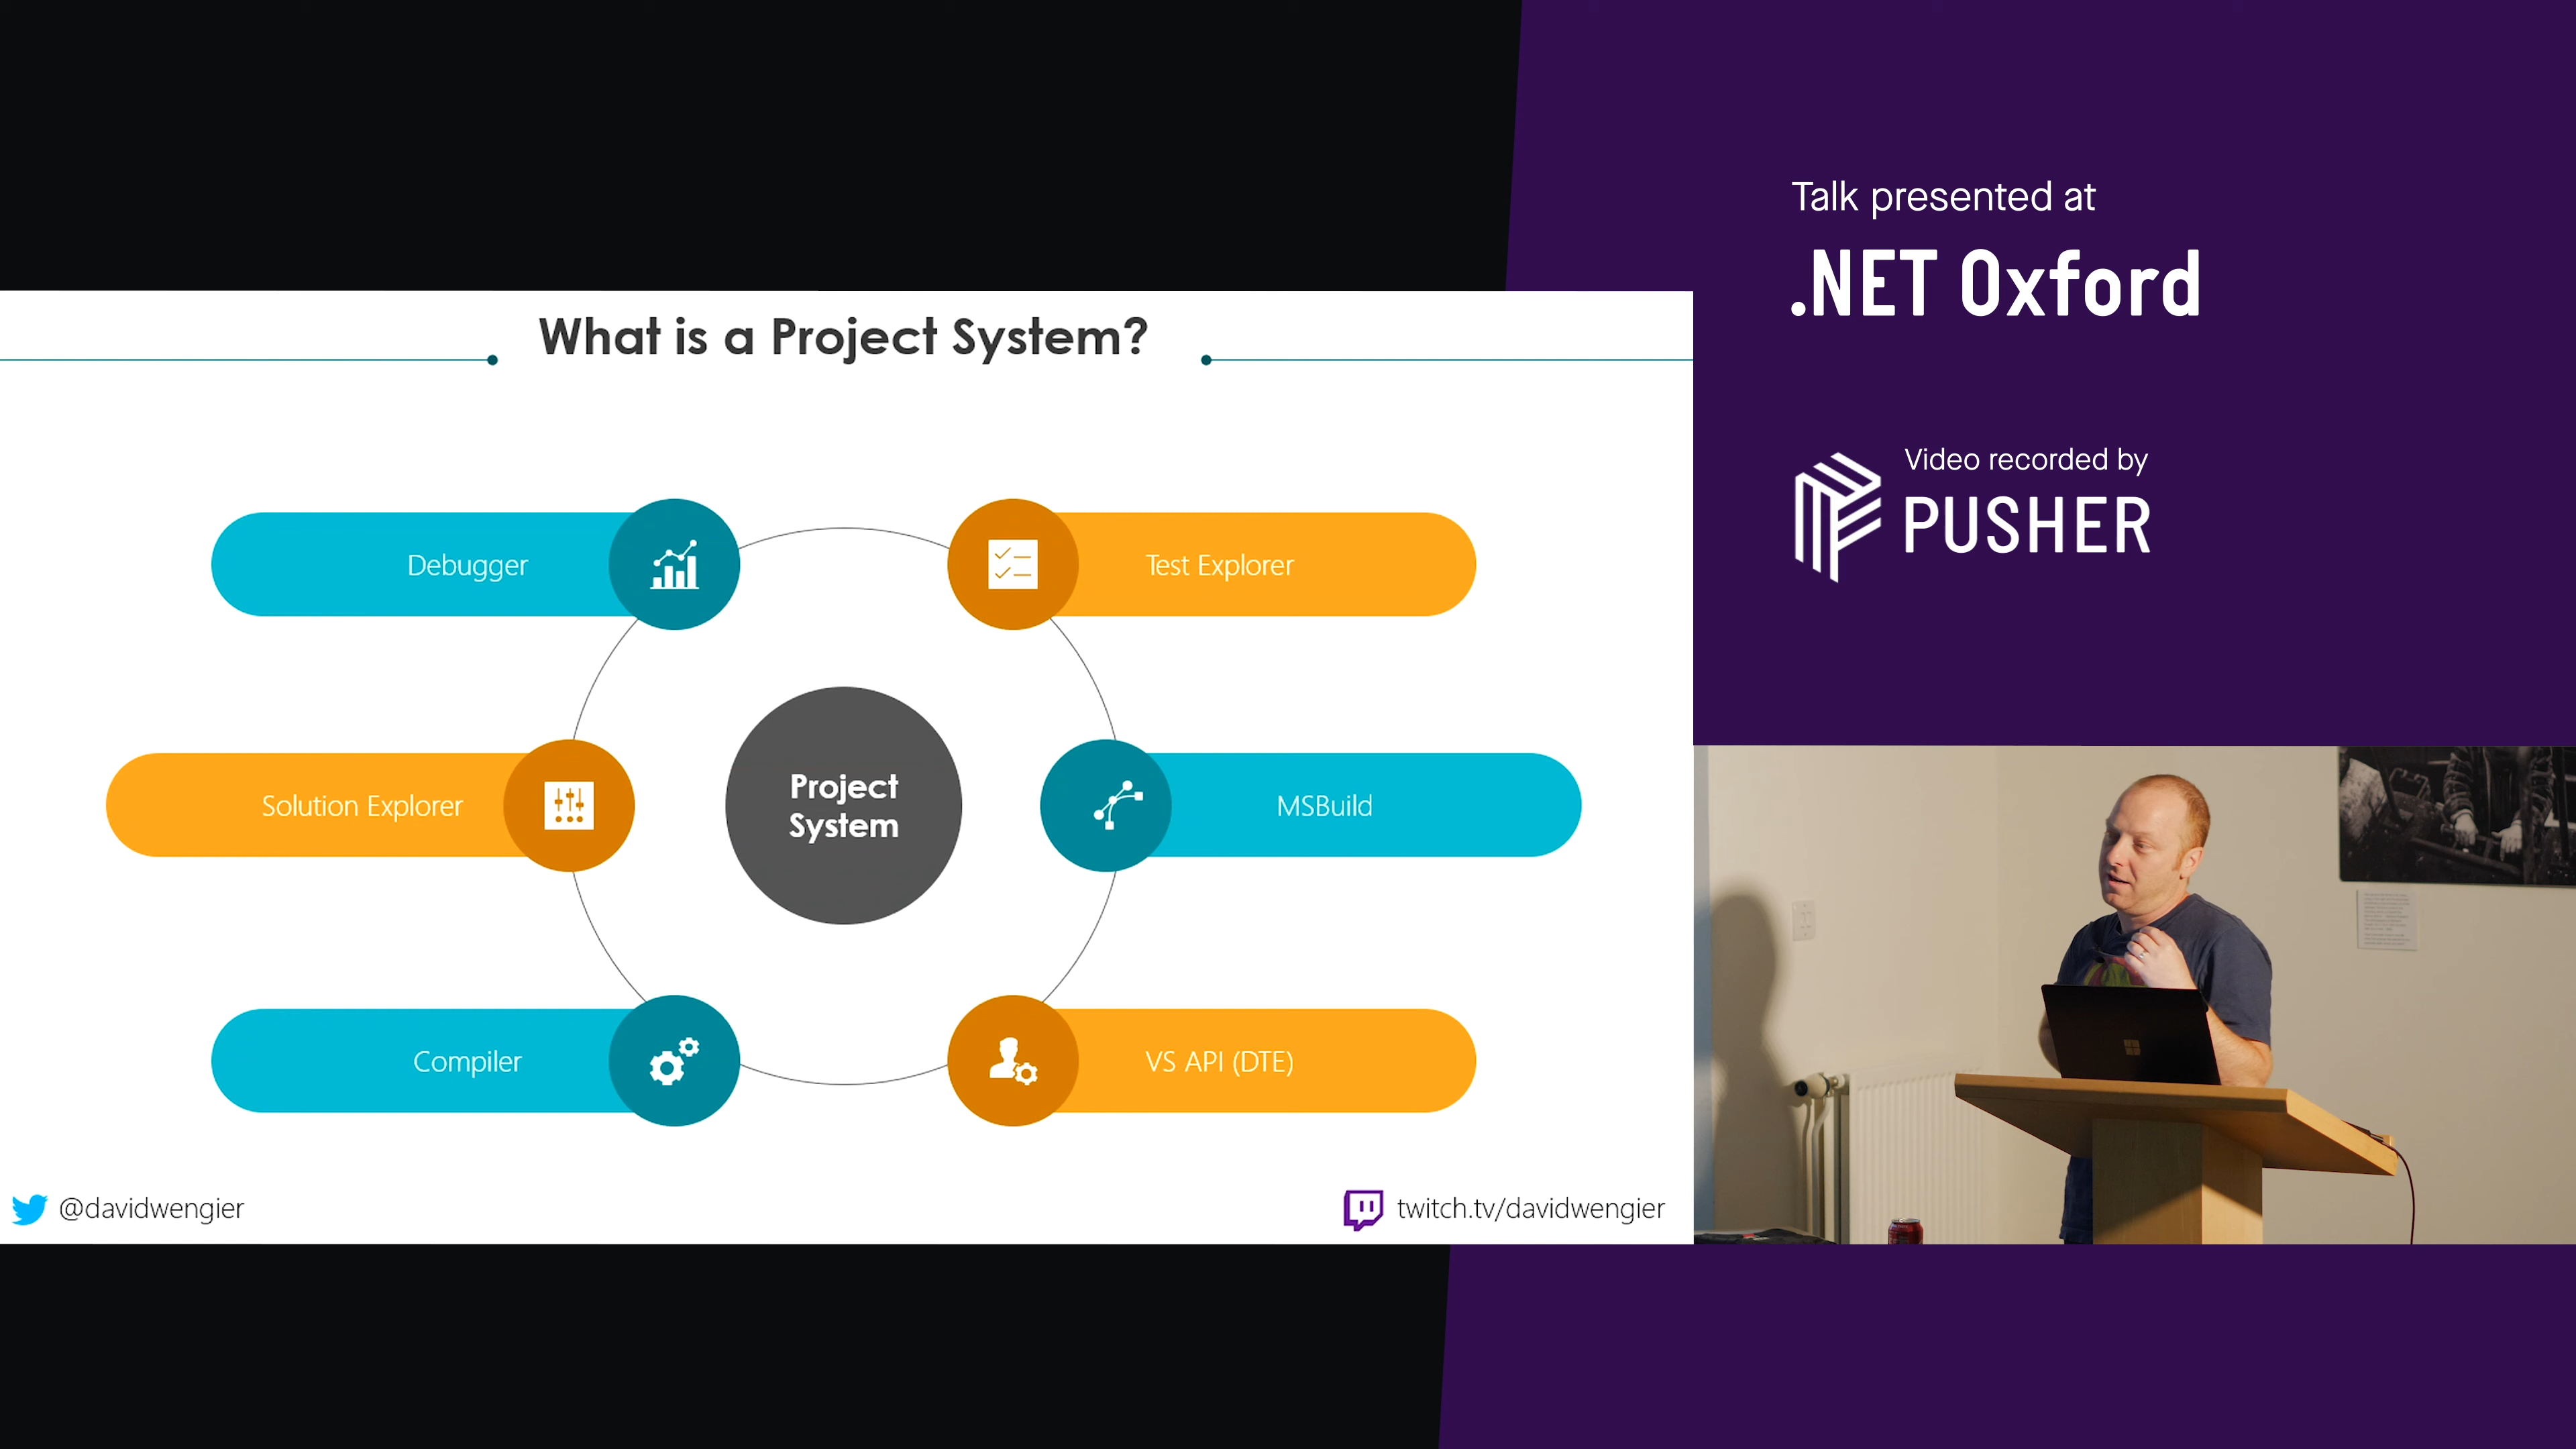 What is a Project System?
Debugger
Test Explorer
Solution Explorer
Project
System
MSBuild
Compiler
VS API (DTE)
@davidwengier
twitch.tv/davidwengier
Talk presented at
.NET Oxford
Video recorded by
PUSHER